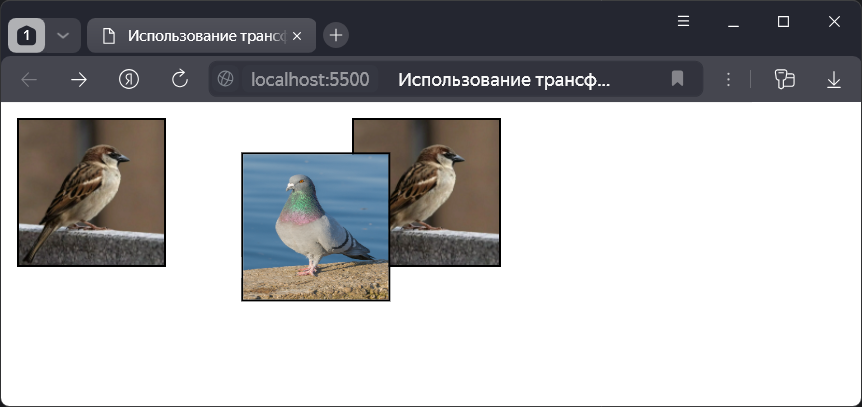 1
Использование трансф
Я
localhost:5500 Использование трансф...